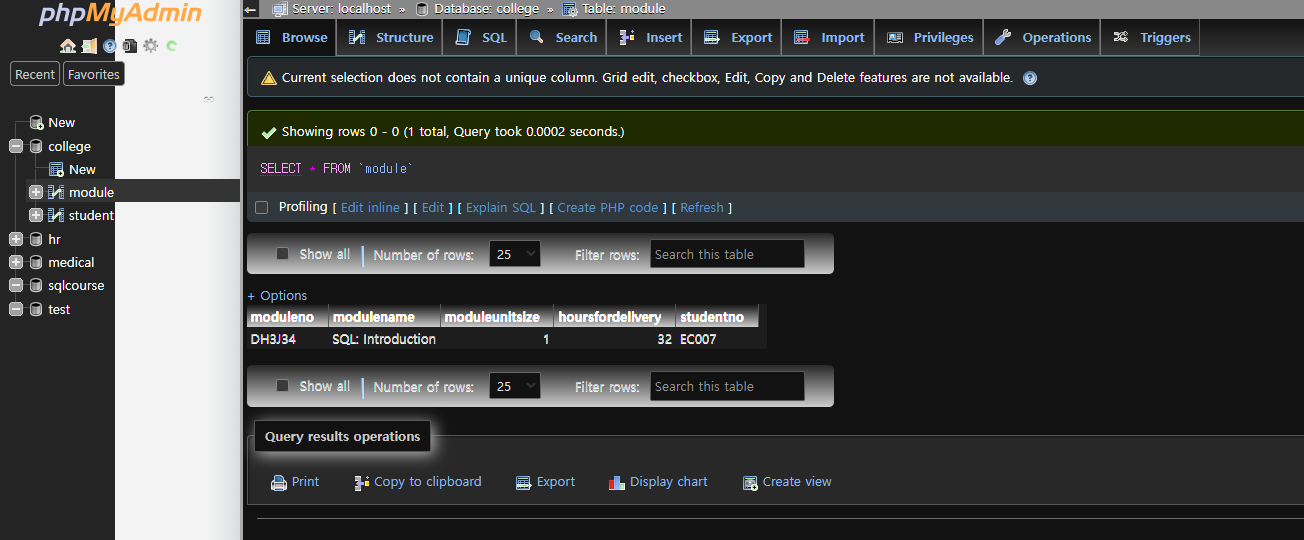 phpMyAdmin
Server: localhost » Database: college » Table: module
Browse Structure SQL Search Insert Export Import Privileges Operations Triggers
Recent Favorites
Current selection does not contain a unique column. Grid edit, checkbox, Edit, Copy and Delete features are not available.
New
college
New
module
student
hr
medical
sqlcourse
test
Showing rows 0 - 0 (1 total, Query took 0.0002 seconds.)
SELECT * FROM `module`
Profiling [ Edit inline ] [ Edit ] [ Explain SQL ] [ Create PHP code ] [ Refresh ]
Show all | Number of rows: 25 Filter rows: Search this table
+ Options
moduleno modulename moduleunitsize hoursfordelivery studentno
DH3J34 SQL: Introduction 1 32 EC007
Show all | Number of rows: 25 Filter rows: Search this table
Query results operations
Print Copy to clipboard Export Display chart Create view